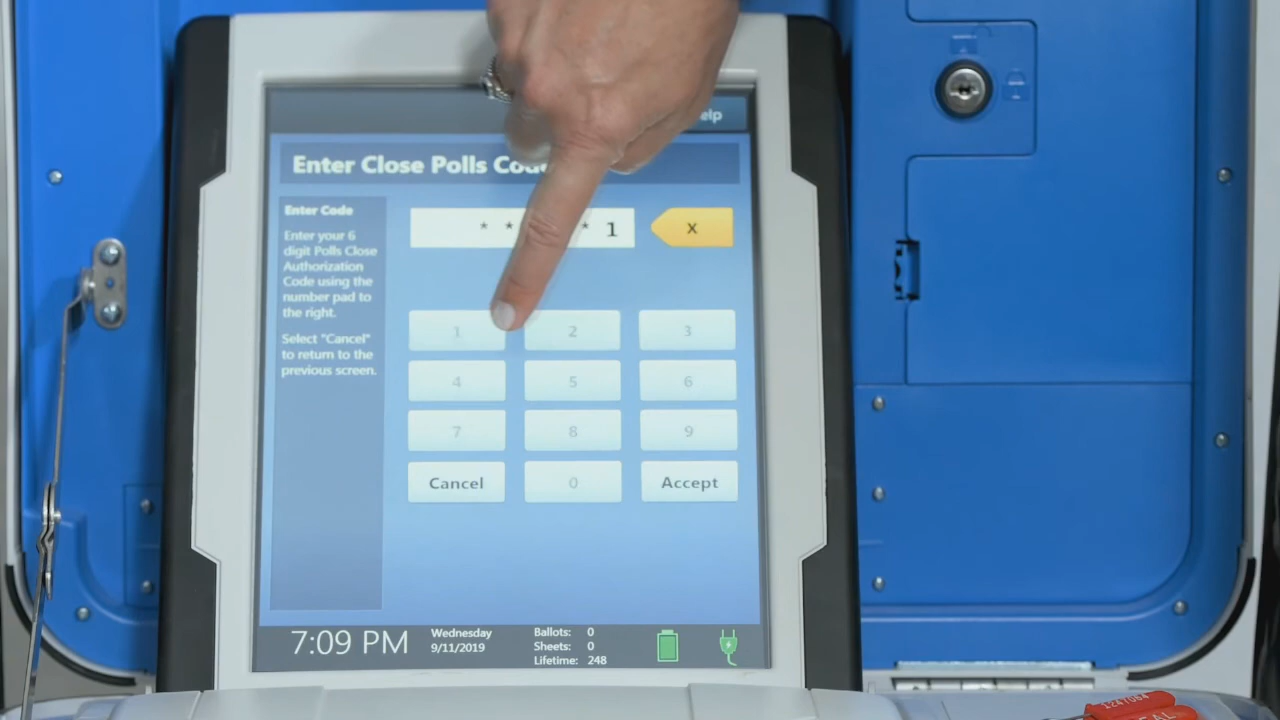 elp
Enter Close Polls Code
Enter Code
Enter your 6
digit Polls Close
Authorization
Code using the
number pad to
the right.
Select "Cancel"
to return to the
previous screen.
* * * 1
X
1 2 3
4 5 6
7 8 9
Cancel 0 Accept
7:09 PM
Wednesday
9/11/2019
Ballots: 0
Sheets: 0
Lifetime: 248